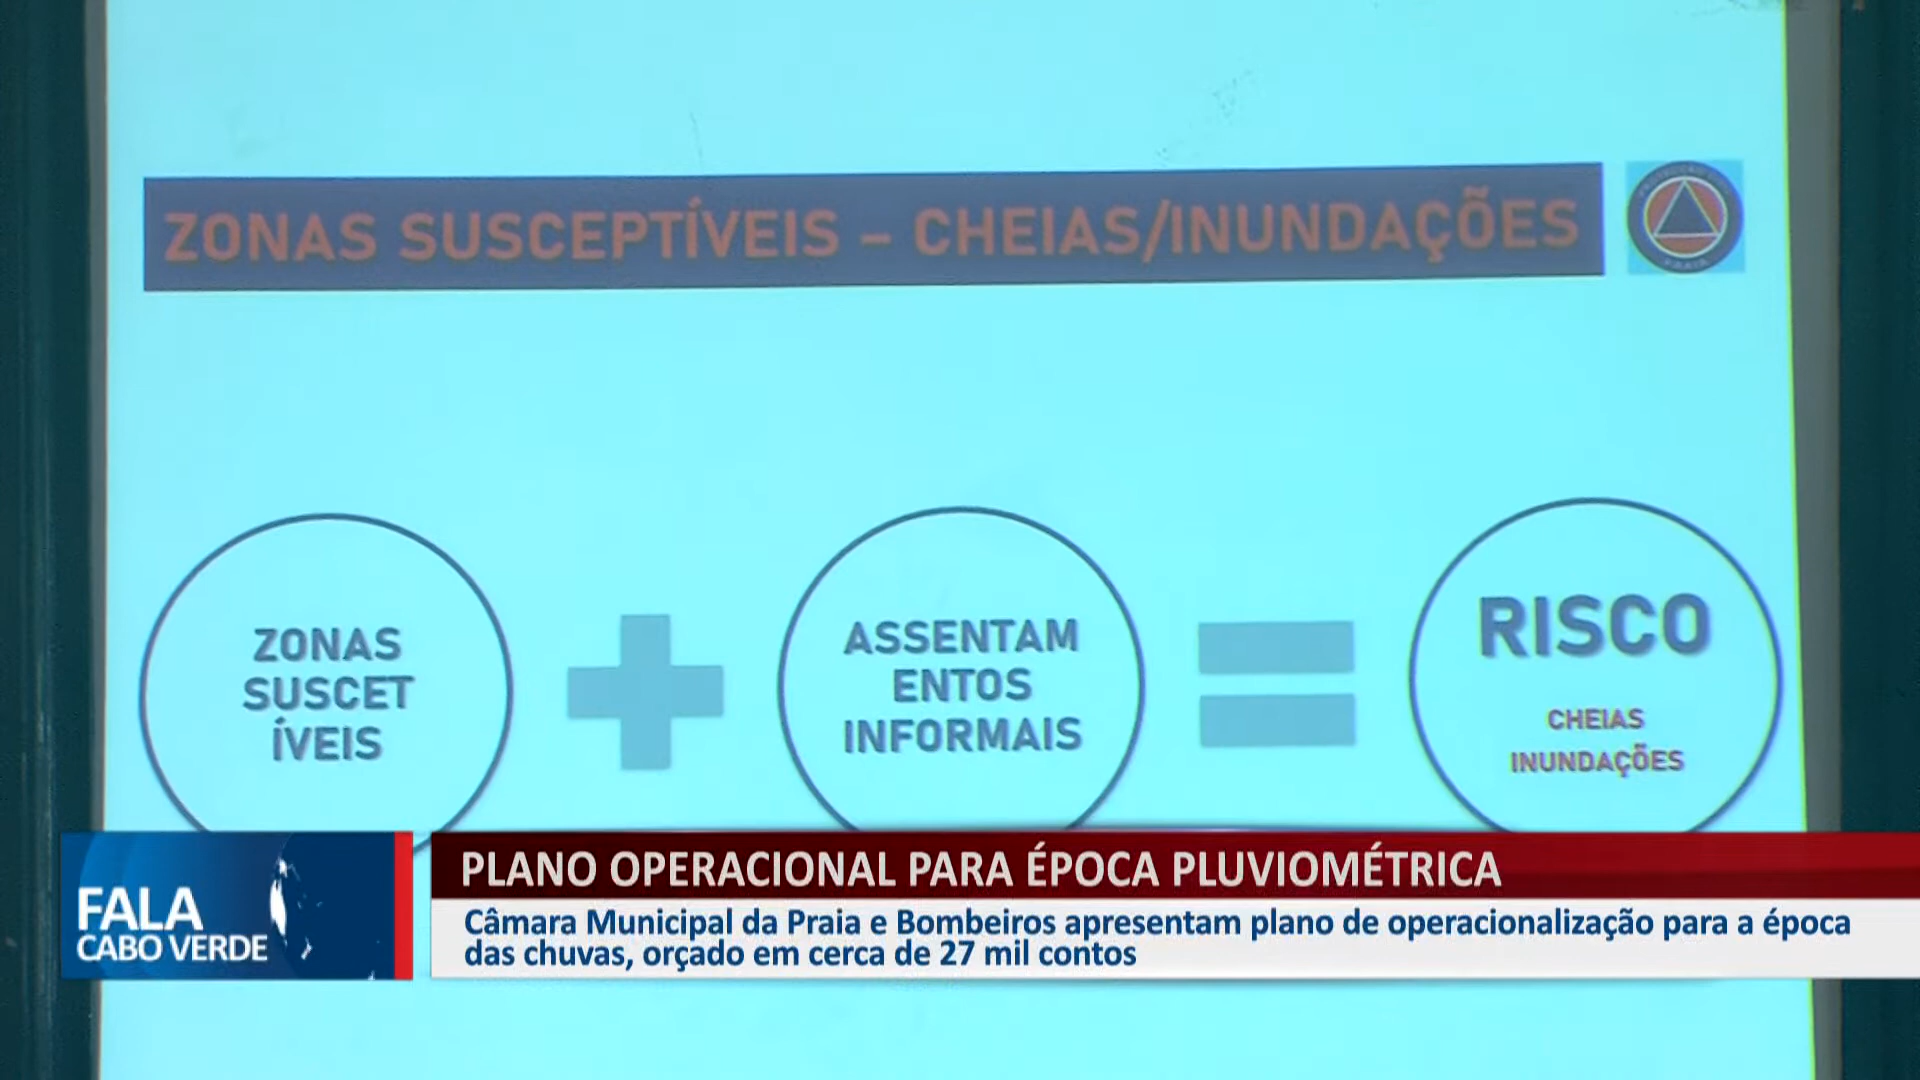 ZONAS SUSCEPTÍVEIS – CHEIAS/INUNDAÇÕES
ZONAS
SUSCET
ÍVEIS
ASSENTAM
ENTOS
INFORMAIS
RISCO
CHEIAS
INUNDAÇÕES
FALA
CABO VERDE
PLANO OPERACIONAL PARA ÉPOCA PLUVIOMÉTRICA
Câmara Municipal da Praia e Bombeiros apresentam plano de operacionalização para a época
das chuvas, orçado em cerca de 27 mil contos